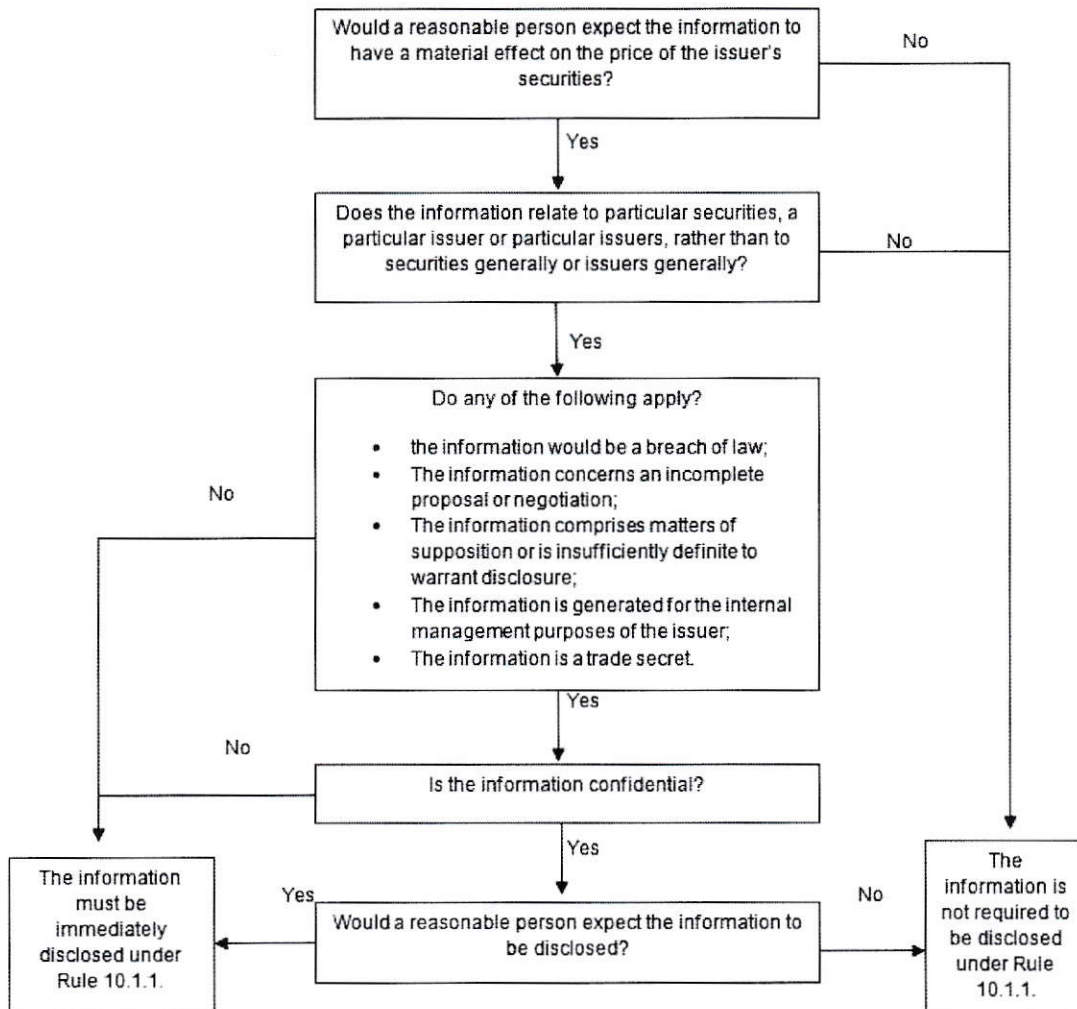 Would a reasonable person expect the information to
have a material effect on the price of the issuer's
securities?
No
Yes
Does the information relate to particular securities, a
particular issuer or particular issuers, rather than to
securities generally or issuers generally?
No
Yes
Do any of the following apply?
• the information would be a breach of law;
• The information concerns an incomplete
proposal or negotiation;
• The information comprises matters of
supposition or is insufficiently definite to
warrant disclosure;
• The information is generated for the internal
management purposes of the issuer;
• The information is a trade secret.
No
Yes
No
Is the information confidential?
Yes
The information
must be
immediately
disclosed under
Rule 10.1.1.
Yes
Would a reasonable person expect the information to
be disclosed?
No
The
information is
not required to
be disclosed
under Rule
10.1.1.